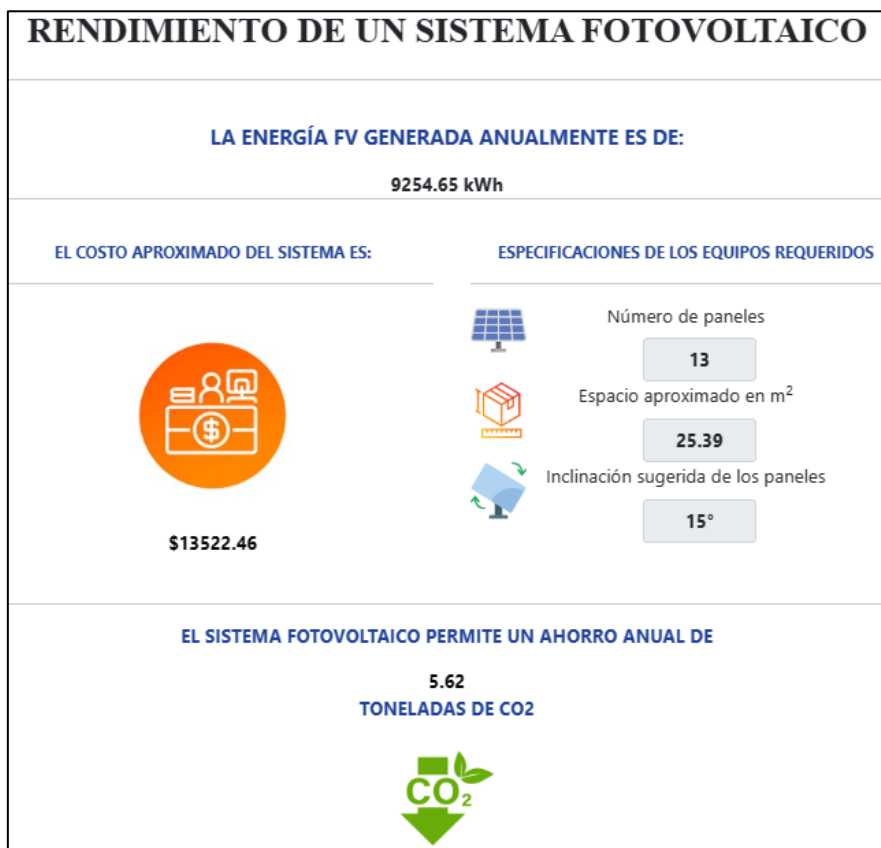 RENDIMIENTO DE UN SISTEMA FOTOVOLTAICO
LA ENERGÍA FV GENERADA ANUALMENTE ES DE:
9254.65 kWh
EL COSTO APROXIMADO DEL SISTEMA ES:
$
$13522.46
ESPECIFICACIONES DE LOS EQUIPOS REQUERIDOS
Número de paneles
13
Espacio aproximado en m²
25.39
Inclinación sugerida de los paneles
15°
EL SISTEMA FOTOVOLTAICO PERMITE UN AHORRO ANUAL DE
5.62
TONELADAS DE CO2
CO₂